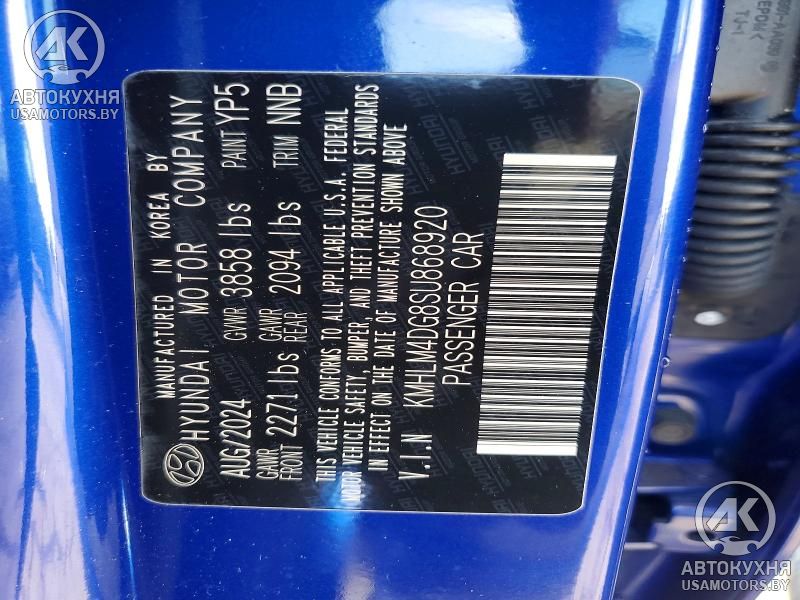 MANUFACTURED IN KOREA BY
HYUNDAI MOTOR COMPANY
AUG/2024 GVWR 3858 lbs PAINT YP5
GAWR FRONT 2271 lbs GAWR REAR 2094 lbs TRIM NNB
THIS VEHICLE CONFORMS TO ALL APPLICABLE U.S.A. FEDERAL
MOTOR VEHICLE SAFETY, BUMPER, AND THEFT PREVENTION STANDARDS
IN EFFECT ON THE DATE OF MANUFACTURE SHOWN ABOVE
V.I.N KMHLM4DG8SU868920
PASSENGER CAR
АК
АВТОКУХНЯ
USAMOTORS.BY
АК
АВТОКУХНЯ
USAMOTORS.BY